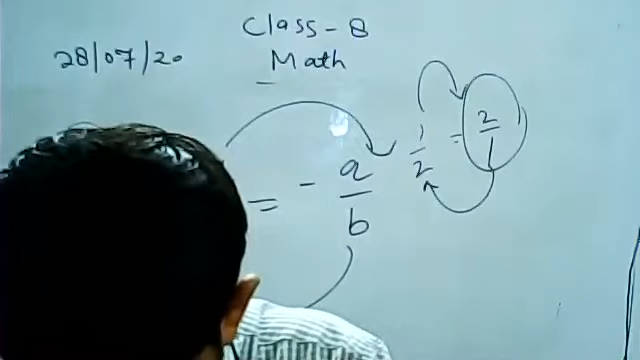 Class - 8
28/07/20
Math
= - a/b
1/2 = 2/1